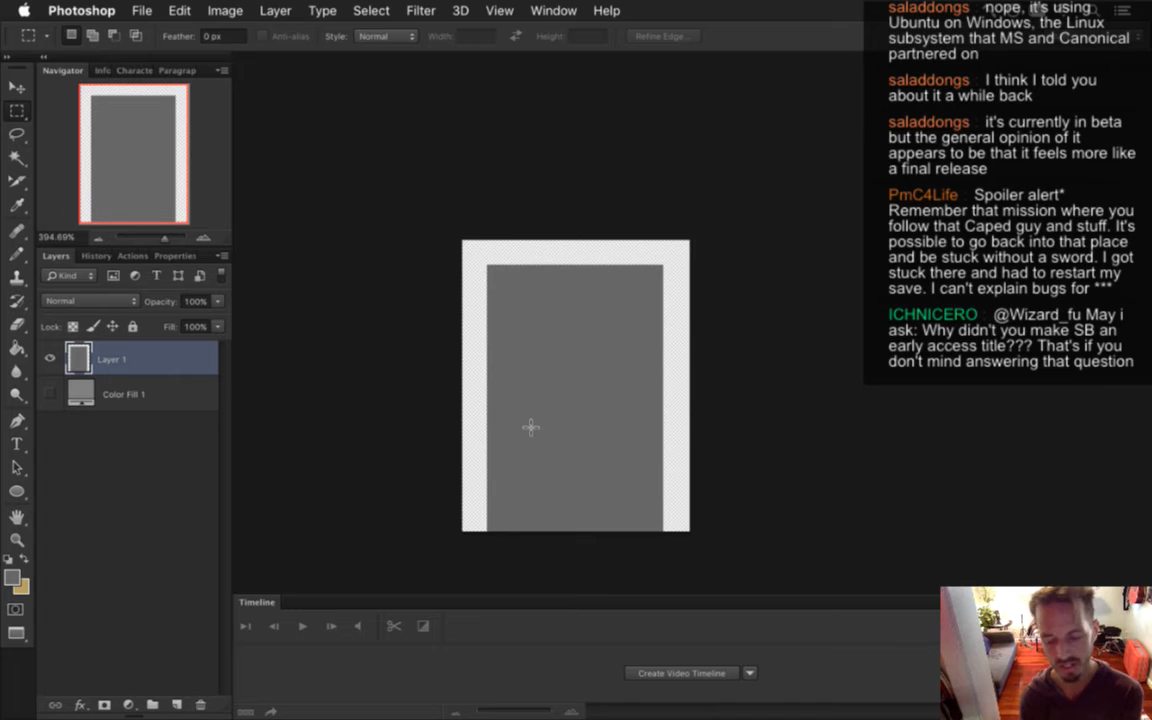 Photoshop File Edit Image Layer Type Select Filter 3D View Window Help
Feather: 0 px Anti-alias Style: Normal Width: Height: Refine Edge...
Navigator Info Characte Paragrap
394.69%
Layers History Actions Properties
Kind
Normal Opacity: 100%
Lock: Fill: 100%
Layer 1
Color Fill 1
Timeline
Create Video Timeline
saladdongs : nope, it's using
Ubuntu on Windows, the Linux
subsystem that MS and Canonical
partnered on
saladdongs : I think I told you
about it a while back
saladdongs : it's currently in beta
but the general opinion of it
appears to be that it feels more like
a final release
PmC4Life : Spoiler alert*
Remember that mission where you
follow that Caped guy and stuff. It's
possible to go back into that place
and be stuck without a sword. I got
stuck there and had to restart my
save. I can't explain bugs for ***
ICHNICERO : @Wizard_fu May i
ask: Why didn't you make SB an
early access title??? That's if you
don't mind answering that question